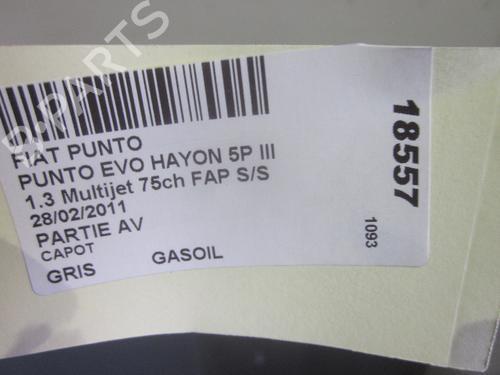 B-PARTS
FIAT PUNTO
PUNTO EVO HAYON 5P III
1.3 Multijet 75ch FAP S/S
28/02/2011
PARTIE AV
CAPOT
GRIS GASOIL
18557
1093